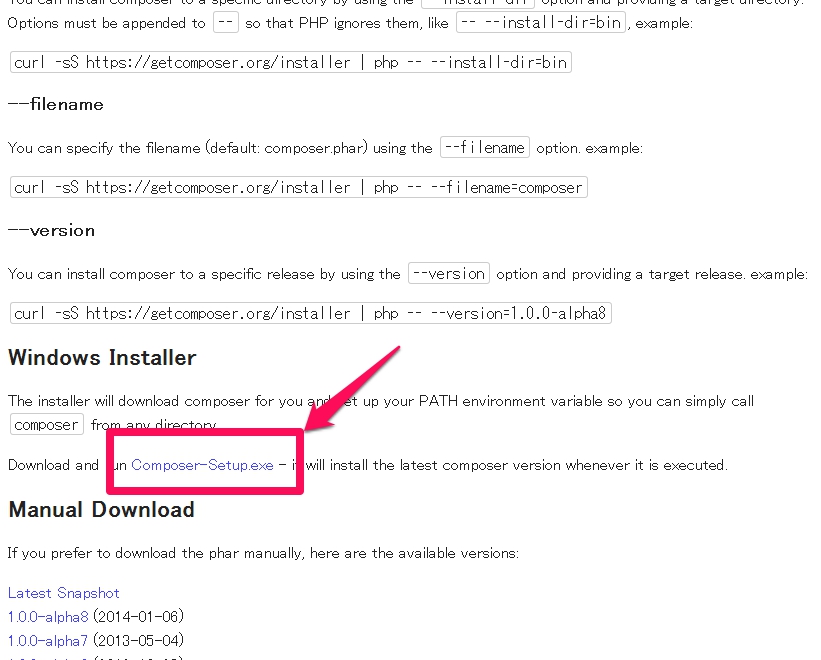 You can install composer to a specific directory by using the --install-dir option and providing a target directory.
Options must be appended to -- so that PHP ignores them, like -- --install-dir=bin, example:
curl -sS https://getcomposer.org/installer | php -- --install-dir=bin
--filename
You can specify the filename (default: composer.phar) using the --filename option. example:
curl -sS https://getcomposer.org/installer | php -- --filename=composer
--version
You can install composer to a specific release by using the --version option and providing a target release. example:
curl -sS https://getcomposer.org/installer | php -- --version=1.0.0-alpha8
Windows Installer
The installer will download composer for you and set up your PATH environment variable so you can simply call
composer from any directory.
Download and run Composer-Setup.exe - it will install the latest composer version whenever it is executed.
Manual Download
If you prefer to download the phar manually, here are the available versions:
Latest Snapshot
1.0.0-alpha8 (2014-01-06)
1.0.0-alpha7 (2013-05-04)